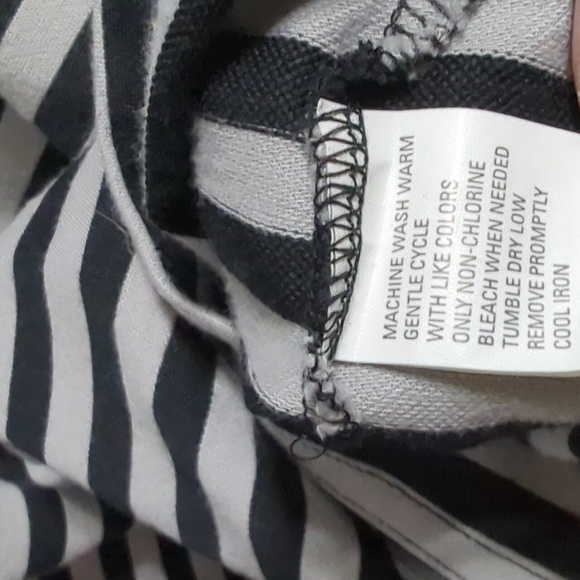 MACHINE WASH WARM
GENTLE CYCLE
WITH LIKE COLORS
ONLY NON-CHLORINE
BLEACH WHEN NEEDED
TUMBLE DRY LOW
REMOVE PROMPTLY
COOL IRON